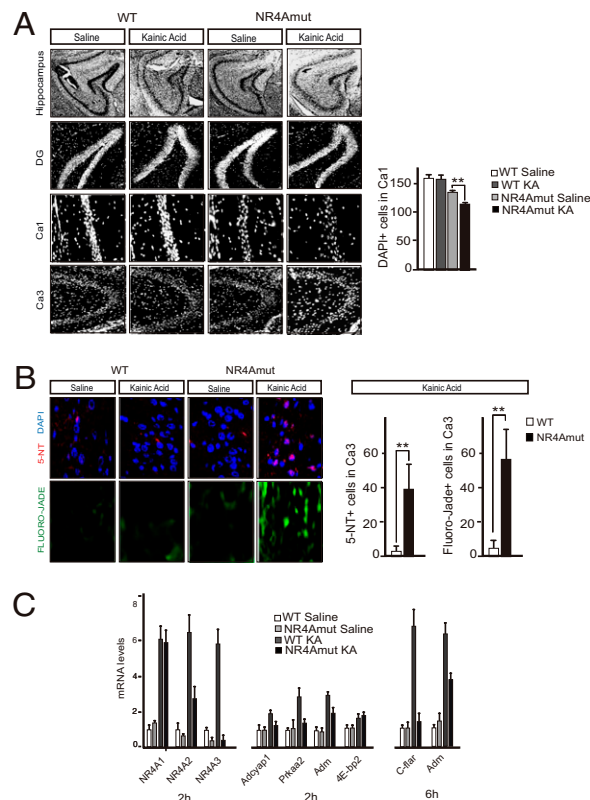 A
WT
NR4Amut
Saline
Kainic Acid
Saline
Kainic Acid
Hippocampus
DG
Ca1
Ca3
DAPI+ cells in Ca1
150
100
50
0
**
WT Saline
WT KA
NR4Amut Saline
NR4Amut KA
B
WT
NR4Amut
Saline
Kainic Acid
Saline
Kainic Acid
5-NT DAPI
FLUORO-JADE
Kainic Acid
5-NT+ cells in Ca3
60
40
20
0
**
Fluoro-Jade+ cells in Ca3
60
40
20
0
**
WT
NR4Amut
C
mRNA levels
8
6
4
2
0
WT Saline
NR4Amut Saline
WT KA
NR4Amut KA
NR4A1
NR4A2
NR4A3
Adcyap1
Prkaa2
Adm
4E-bp2
C-flar
Adm
2h
2h
6h